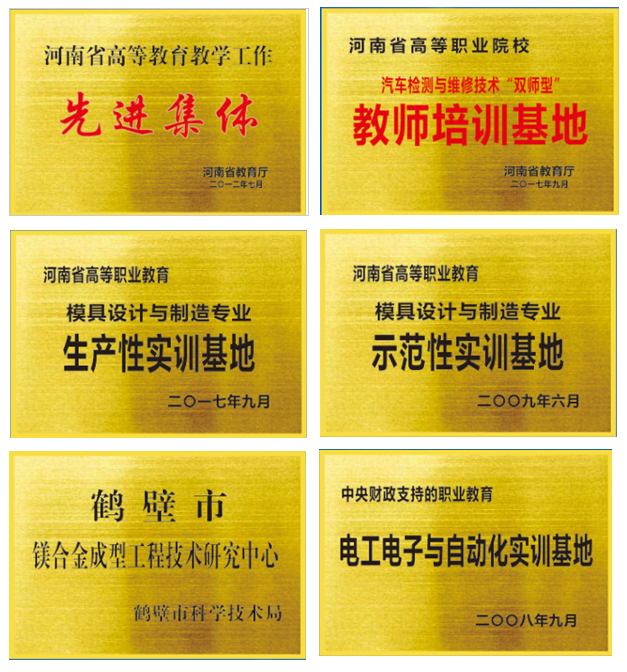 河南省高等教育教学工作
先进集体
河南省教育厅
二〇一二年七月
河南省高等职业院校
汽车检测与维修技术“双师型”
教师培训基地
河南省教育厅
二〇一七年九月
河南省高等职业教育
模具设计与制造专业
生产性实训基地
二〇一七年九月
河南省高等职业教育
模具设计与制造专业
示范性实训基地
二〇〇九年六月
鹤壁市
镁合金成型工程技术研究中心
鹤壁市科学技术局
中央财政支持的职业教育
电工电子与自动化实训基地
二〇〇八年九月